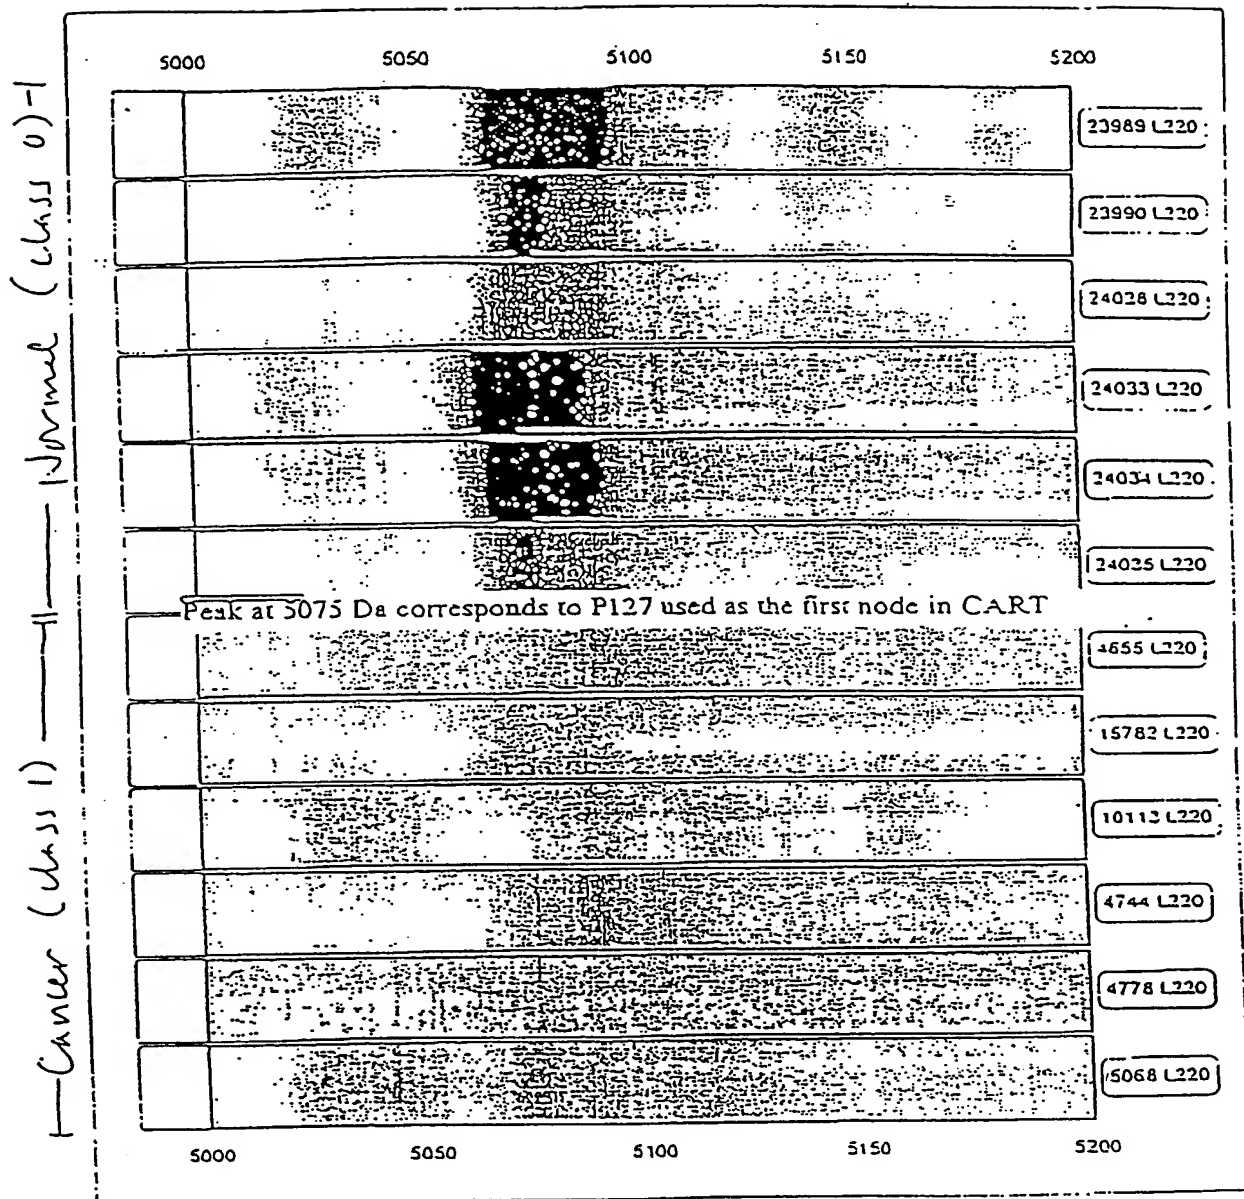 5000 5050 5100 5150 5200
Normal (class 0)
23989 L220
23990 L220
24028 L220
24033 L220
24034 L220
24035 L220
Peak at 5075 Da corresponds to P127 used as the first node in CART
Cancer (class 1)
4655 L220
15782 L220
10113 L220
4744 L220
4778 L220
5068 L220
5000 5050 5100 5150 5200